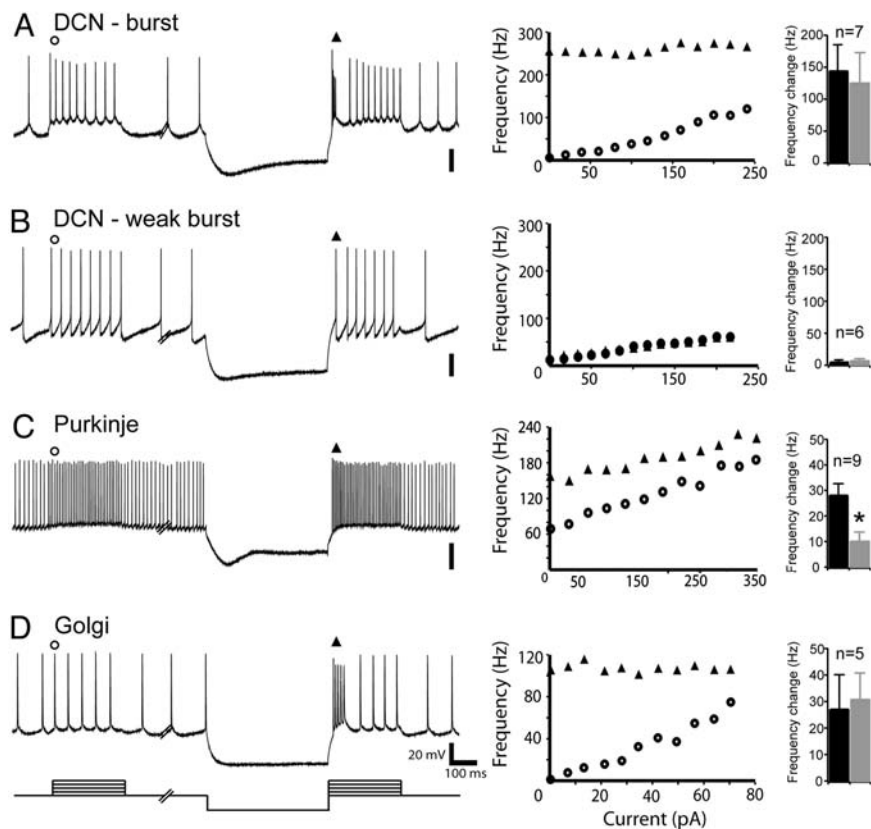 A DCN - burst
Frequency (Hz)
300
200
100
0
50
150
250
Frequency change (Hz)
200
150
100
50
0
n=7
B DCN - weak burst
Frequency (Hz)
300
200
100
0
50
150
250
Frequency change (Hz)
200
150
100
50
0
n=6
C Purkinje
Frequency (Hz)
240
180
120
60
0
50
150
250
350
Frequency change (Hz)
50
40
30
20
10
0
n=9
*
D Golgi
20 mV
100 ms
Frequency (Hz)
120
80
40
0
20
40
60
80
Current (pA)
Frequency change (Hz)
50
40
30
20
10
0
n=5